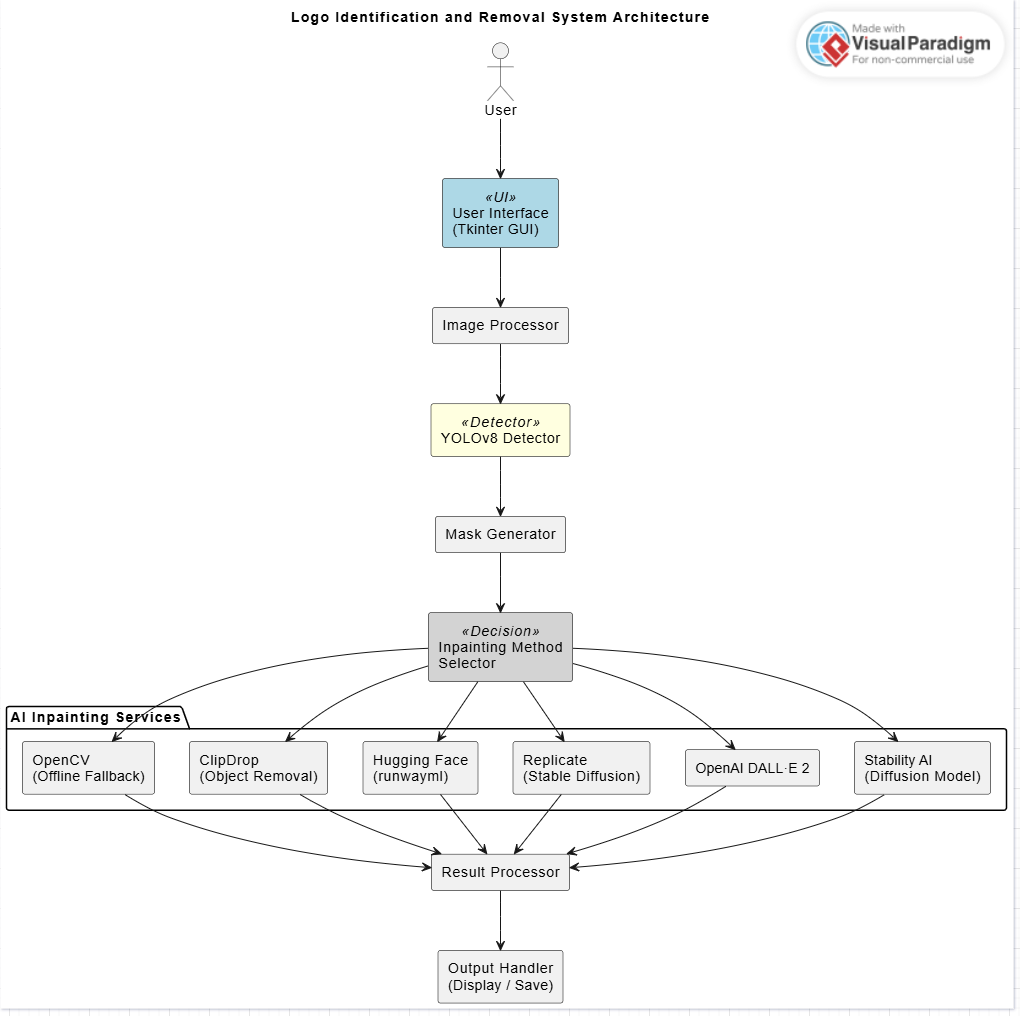 Logo Identification and Removal System Architecture
Made with
Visual Paradigm
For non-commercial use
User
«UI»
User Interface
(Tkinter GUI)
Image Processor
«Detector»
YOLOv8 Detector
Mask Generator
«Decision»
Inpainting Method
Selector
AI Inpainting Services
OpenCV
(Offline Fallback)
ClipDrop
(Object Removal)
Hugging Face
(runwayml)
Replicate
(Stable Diffusion)
OpenAI DALL·E 2
Stability AI
(Diffusion Model)
Result Processor
Output Handler
(Display / Save)